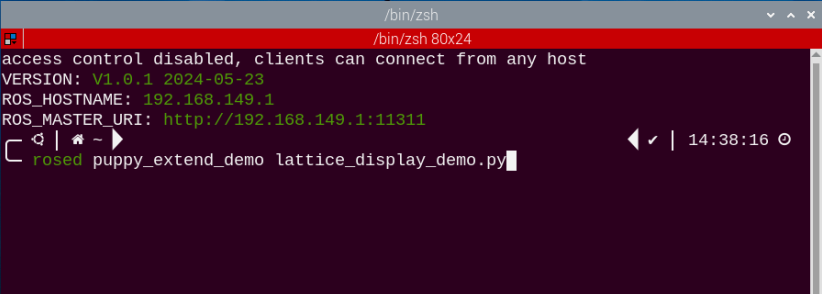 /bin/zsh
/bin/zsh 80x24
access control disabled, clients can connect from any host
VERSION: V1.0.1 2024-05-23
ROS_HOSTNAME: 192.168.149.1
ROS_MASTER_URI: http://192.168.149.1:11311
~ ✔ 14:38:16
rosed puppy_extend_demo lattice_display_demo.py